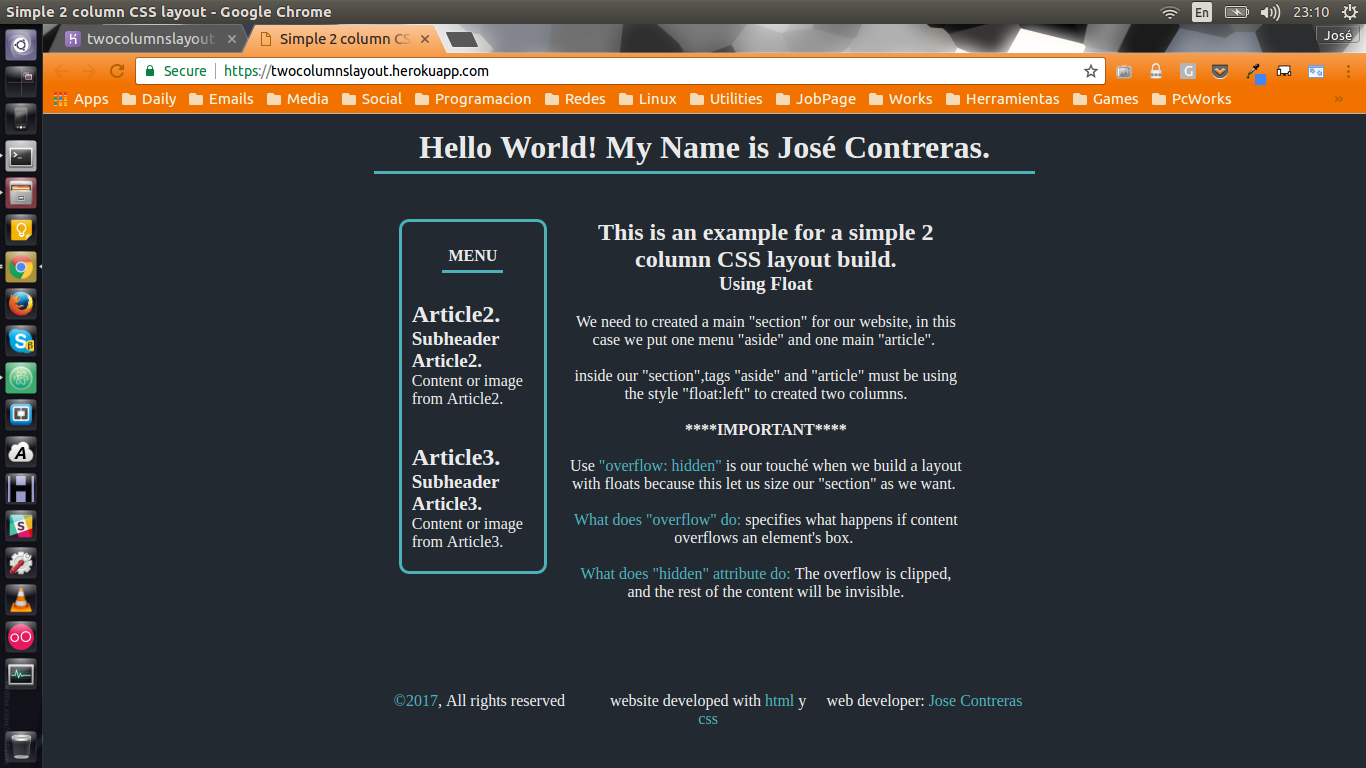 Simple 2 column CSS layout - Google Chrome
En
23:10
twocolumnslayout
Simple 2 column CS
José
Secure
https://twocolumnslayout.herokuapp.com
Apps
Daily
Emails
Media
Social
Programacion
Redes
Linux
Utilities
JobPage
Works
Herramientas
Games
PcWorks
»
Hello World! My Name is José Contreras.
MENU
Article2.
Subheader
Article2.
Content or image
from Article2.
Article3.
Subheader
Article3.
Content or image
from Article3.
This is an example for a simple 2
column CSS layout build.
Using Float
We need to created a main "section" for our website, in this
case we put one menu "aside" and one main "article".
inside our "section",tags "aside" and "article" must be using
the style "float:left" to created two columns.
****IMPORTANT****
Use "overflow: hidden" is our touché when we build a layout
with floats because this let us size our "section" as we want.
What does "overflow" do: specifies what happens if content
overflows an element's box.
What does "hidden" attribute do: The overflow is clipped,
and the rest of the content will be invisible.
©2017, All rights reserved
website developed with html y
css
web developer: Jose Contreras